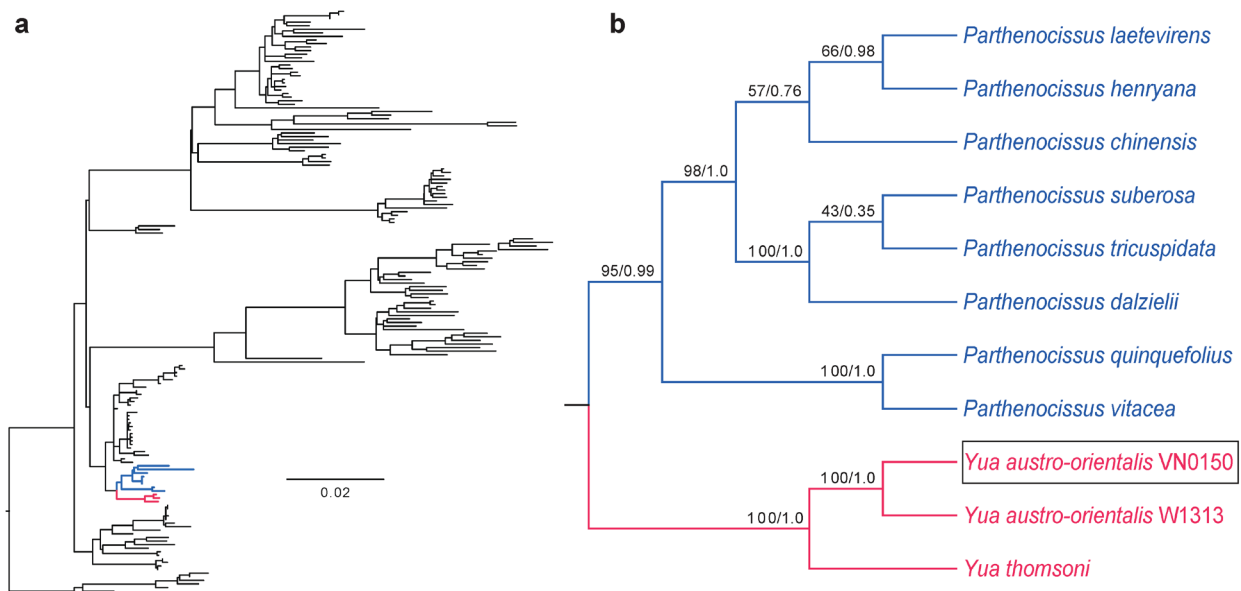 a
0.02
b
66/0.98
57/0.76
98/1.0
43/0.35
100/1.0
95/0.99
100/1.0
100/1.0
100/1.0
Parthenocissus laetevirens
Parthenocissus henryana
Parthenocissus chinensis
Parthenocissus suberosa
Parthenocissus tricuspidata
Parthenocissus dalzielii
Parthenocissus quinquefolius
Parthenocissus vitacea
Yua austro-orientalis VN0150
Yua austro-orientalis W1313
Yua thomsoni